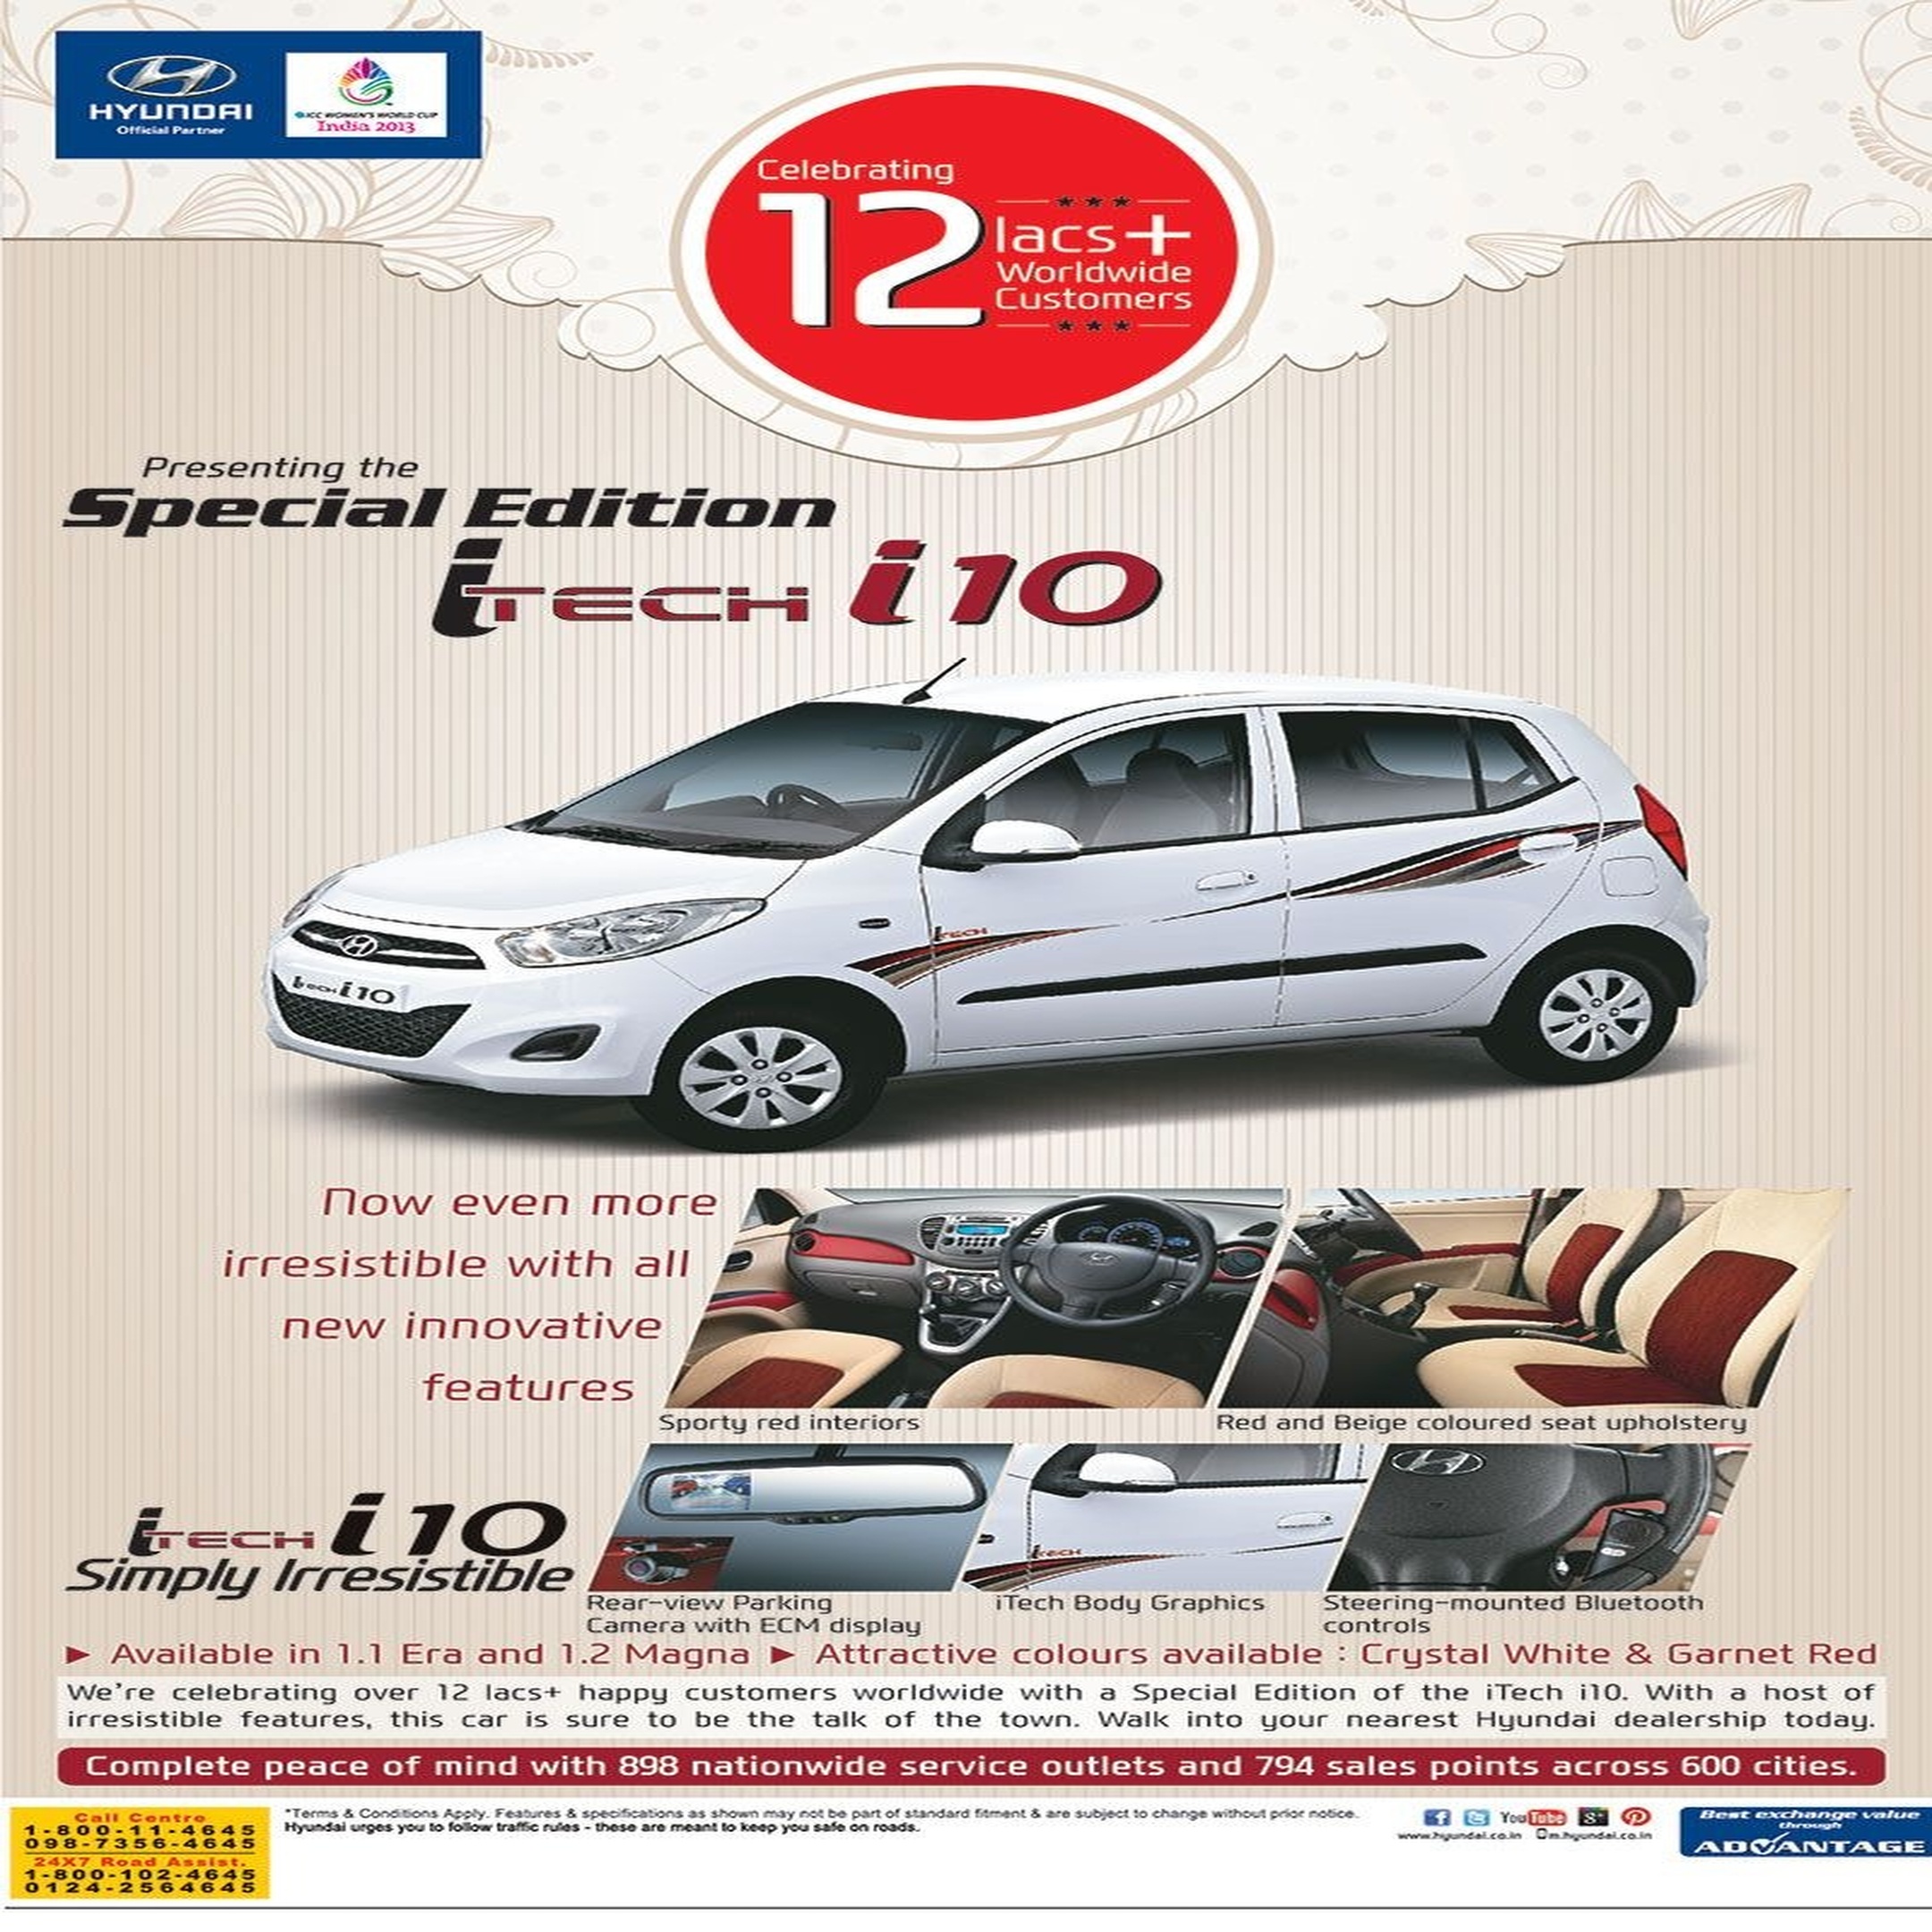 HYUNDAI
Official Partner
ICC WOMEN'S WORLD CUP
India 2013
Celebrating
12 lacs+
Worldwide
Customers
Presenting the
Special Edition
iTECH i10
iTECH
iTECH i10
Now even more
irresistible with all
new innovative
features
Sporty red interiors
Red and Beige coloured seat upholstery
iTECH
iTECH i10
Simply Irresistible
Rear-view Parking
Camera with ECM display
iTech Body Graphics
Steering-mounted Bluetooth
controls
► Available in 1.1 Era and 1.2 Magna ► Attractive colours available : Crystal White & Garnet Red
We're celebrating over 12 lacs+ happy customers worldwide with a Special Edition of the iTech i10. With a host of
irresistible features, this car is sure to be the talk of the town. Walk into your nearest Hyundai dealership today.
Complete peace of mind with 898 nationwide service outlets and 794 sales points across 600 cities.
Call Centre
1-800-11-4645
098-7356-4645
24X7 Road Assist.
1-800-102-4645
0124-2564645
*Terms & Conditions Apply. Features & specifications as shown may not be part of standard fitment & are subject to change without prior notice.
Hyundai urges you to follow traffic rules - these are meant to keep you safe on roads.
You Tube
www.hyundai.co.in m.hyundai.co.in
Best exchange value
through
ADVANTAGE